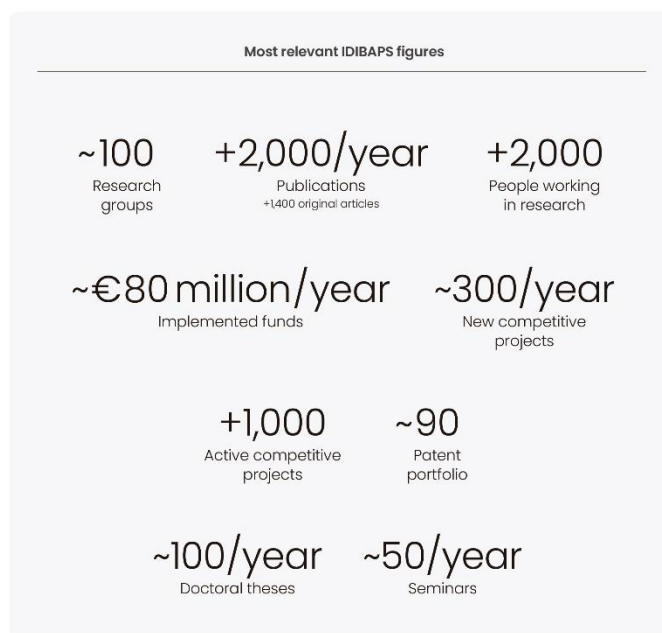 Most relevant IDIBAPS figures
~100
Research
groups
+2,000/year
Publications
+1,400 original articles
+2,000
People working
in research
~€80 million/year
Implemented funds
~300/year
New competitive
projects
+1,000
Active competitive
projects
~90
Patent
portfolio
~100/year
Doctoral theses
~50/year
Seminars